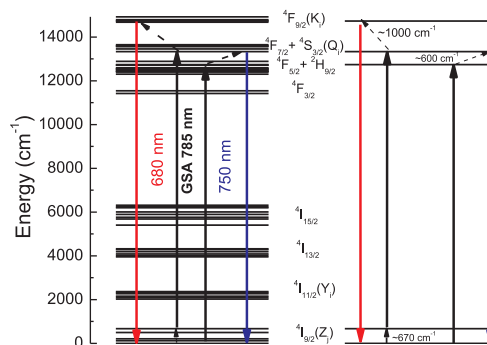 14000
12000
10000
8000
6000
4000
2000
0
Energy (cm⁻¹)
680 nm
GSA 785 nm
750 nm
⁴F₉/₂(Kᵢ)
⁴F₇/₂ + ⁴S₃/₂(Qᵢ)
⁴F₅/₂ + ²H₉/₂
⁴F₃/₂
⁴I₁₅/₂
⁴I₁₃/₂
⁴I₁₁/₂(Yⱼ)
⁴I₉/₂(Zⱼ)
~1000 cm⁻¹
~600 cm⁻¹
~670 cm⁻¹